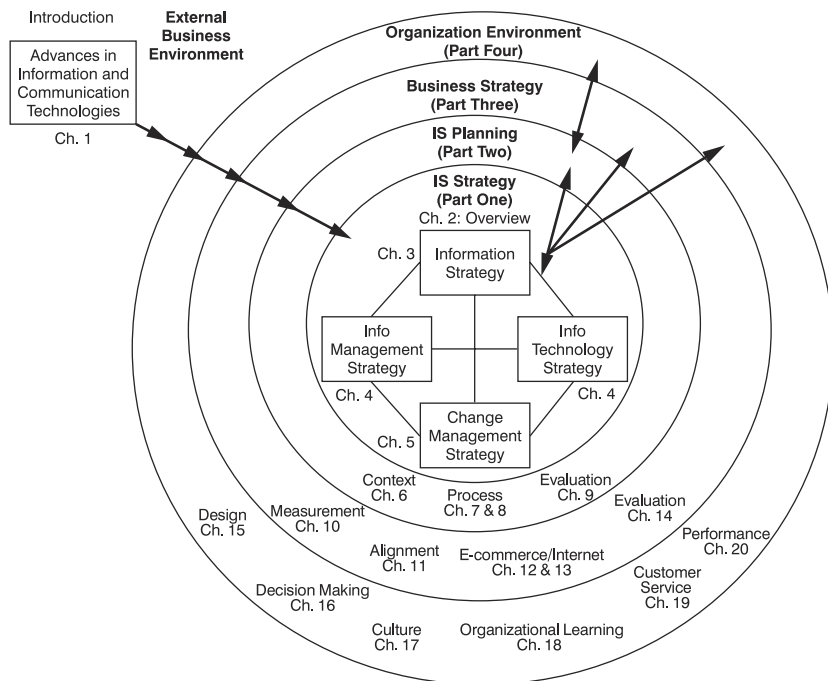 Introduction
External
Business
Environment
Advances in
Information and
Communication
Technologies
Ch. 1
Organization Environment
(Part Four)
Business Strategy
(Part Three)
IS Planning
(Part Two)
IS Strategy
(Part One)
Ch. 2: Overview
Ch. 3
Information
Strategy
Info
Management
Strategy
Ch. 4
Info
Technology
Strategy
Ch. 4
Ch. 5
Change
Management
Strategy
Context
Ch. 6
Process
Ch. 7 & 8
Evaluation
Ch. 9
Measurement
Ch. 10
Alignment
Ch. 11
E-commerce/Internet
Ch. 12 & 13
Evaluation
Ch. 14
Design
Ch. 15
Decision Making
Ch. 16
Culture
Ch. 17
Organizational Learning
Ch. 18
Customer
Service
Ch. 19
Performance
Ch. 20